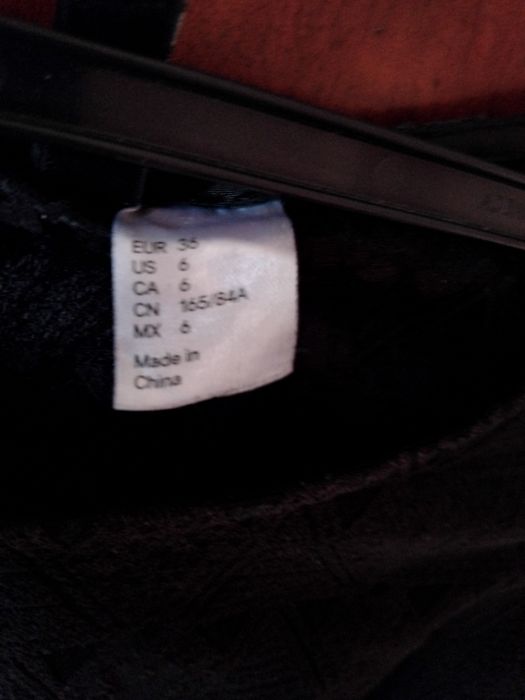 EUR 36
US 6
CA 6
CN 165/84A
MX 6
Made in
China